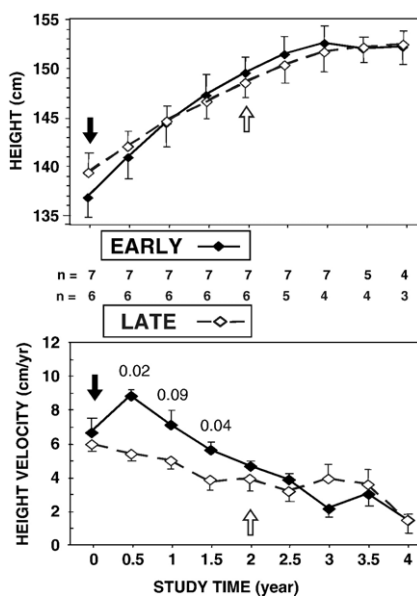 HEIGHT (cm)
155
150
145
140
135
EARLY
n = 7 7 7 7 7 7 7 5 4
n = 6 6 6 6 6 5 4 4 3
LATE
HEIGHT VELOCITY (cm/yr)
12
10
8
6
4
2
0
0.02
0.09
0.04
0 0.5 1 1.5 2 2.5 3 3.5 4
STUDY TIME (year)